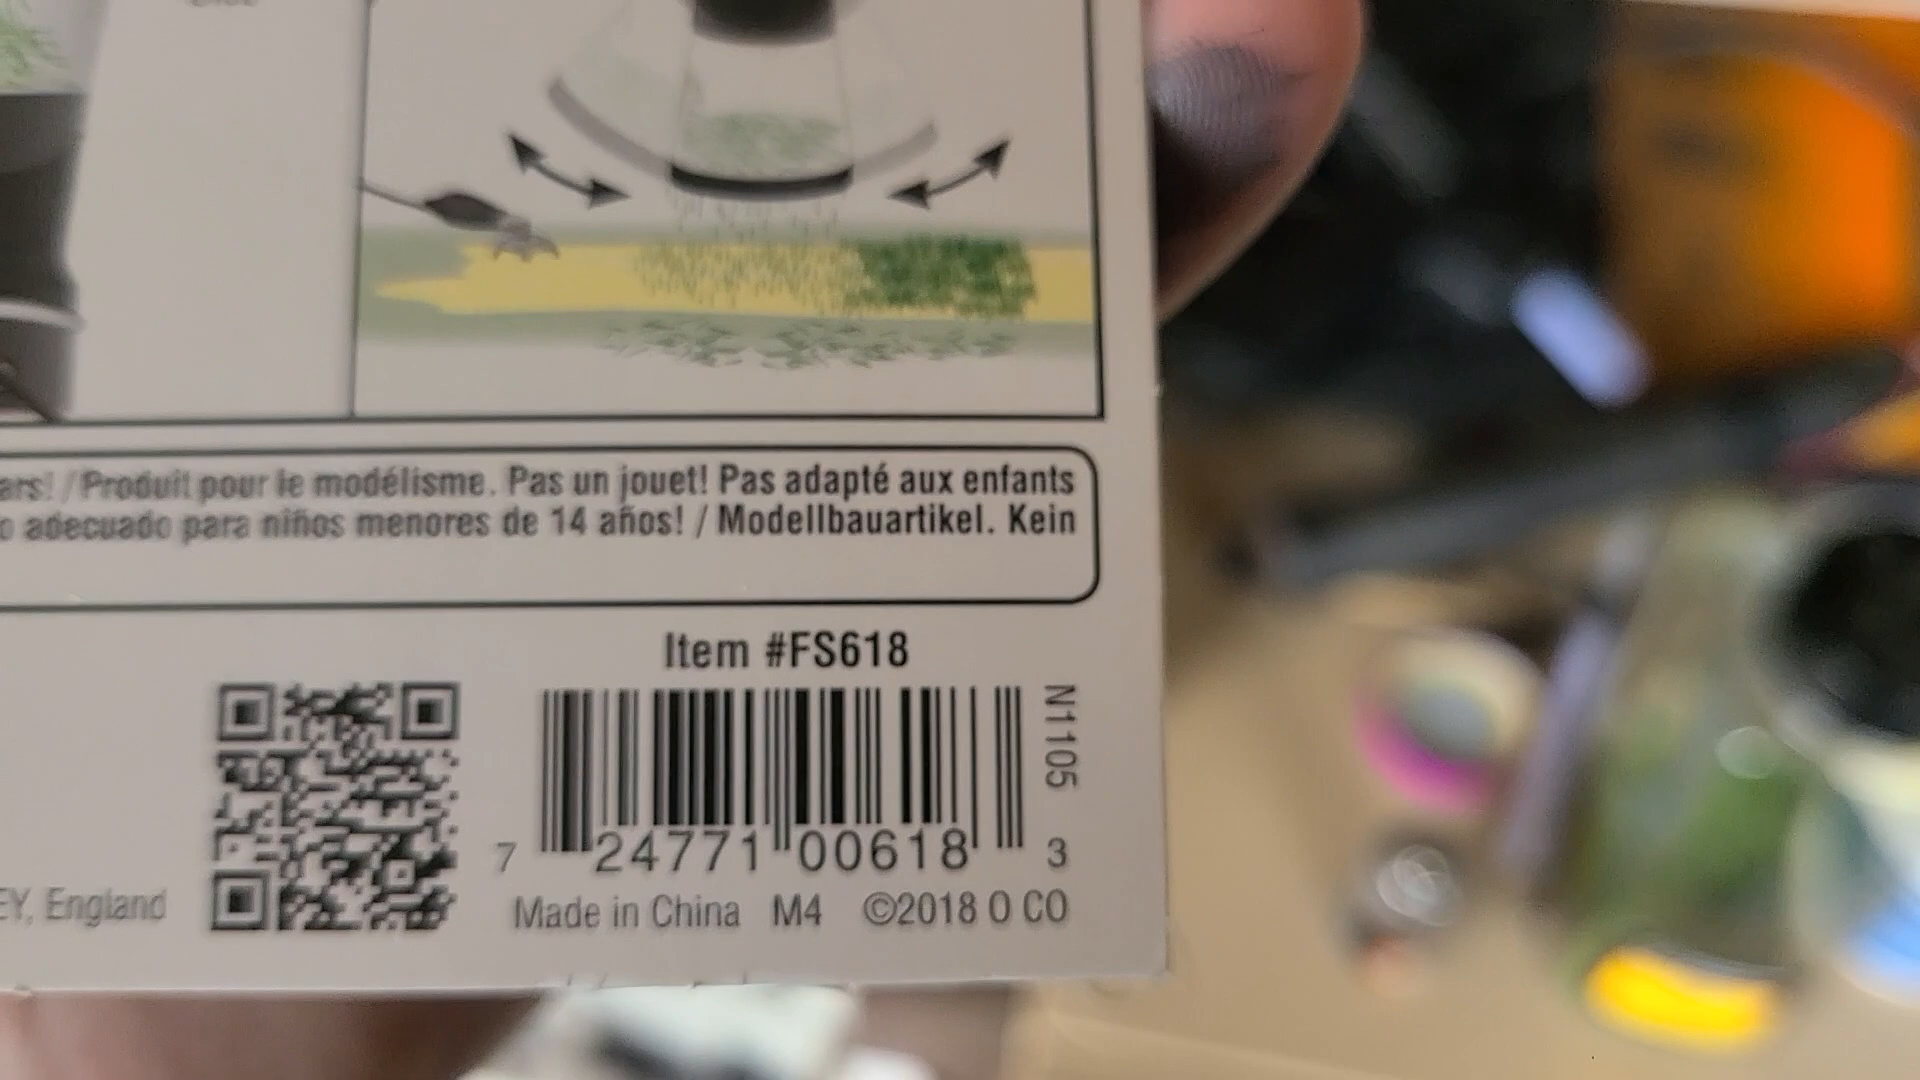 ars! / Produit pour le modélisme. Pas un jouet! Pas adapté aux enfants
o adecuado para niños menores de 14 años! / Modellbauartikel. Kein
Item #FS618
N1105
7 24771 00618 3
EY, England
Made in China M4 ©2018 O CO